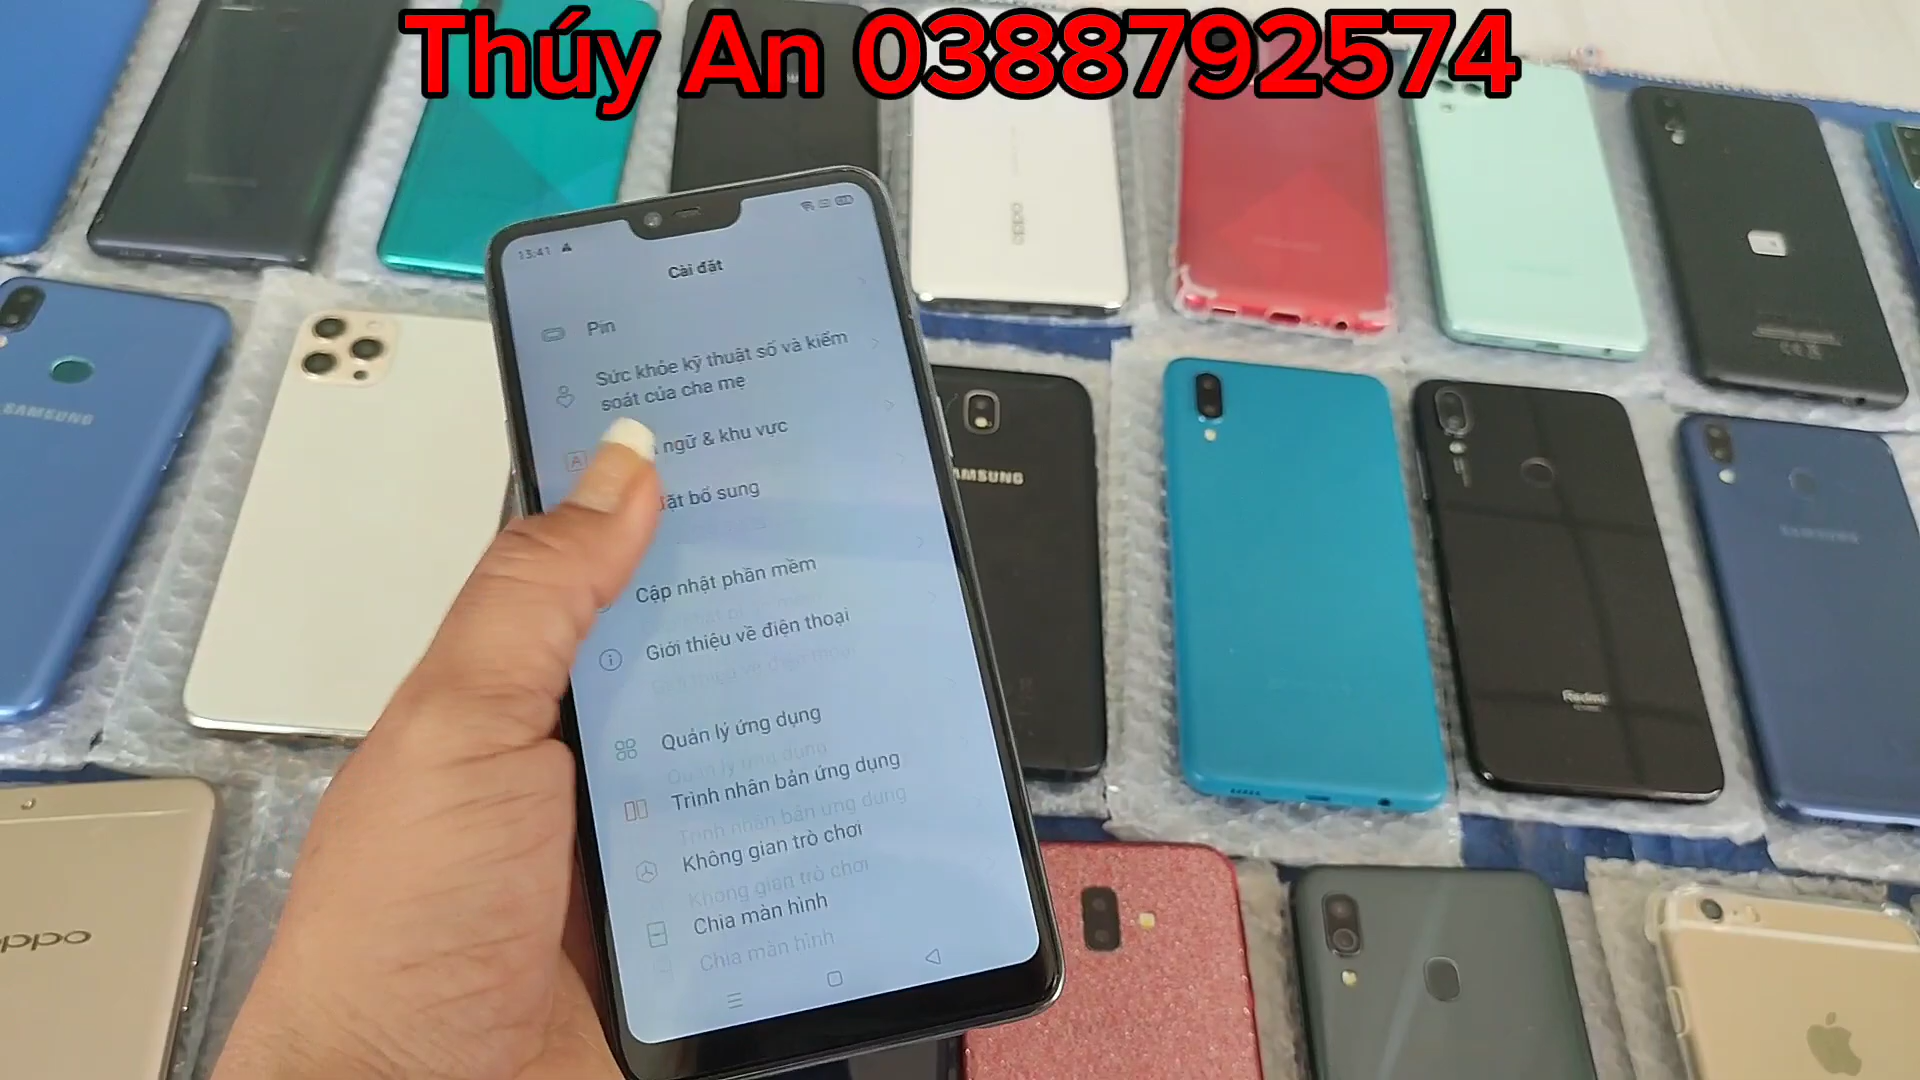 Thúy An 0388792574
13:41
Cài đặt
Pin
Sức khỏe kỹ thuật số và kiểm
soát của cha mẹ
ngữ & khu vực
đặt bổ sung
Cập nhật phần mềm
Giới thiệu về điện thoại
Quản lý ứng dụng
Trình nhân bản ứng dụng
Không gian trò chơi
Chia màn hình
oppo
SAMSUNG
SAMSUNG
SAMSUNG
Redmi
oppo